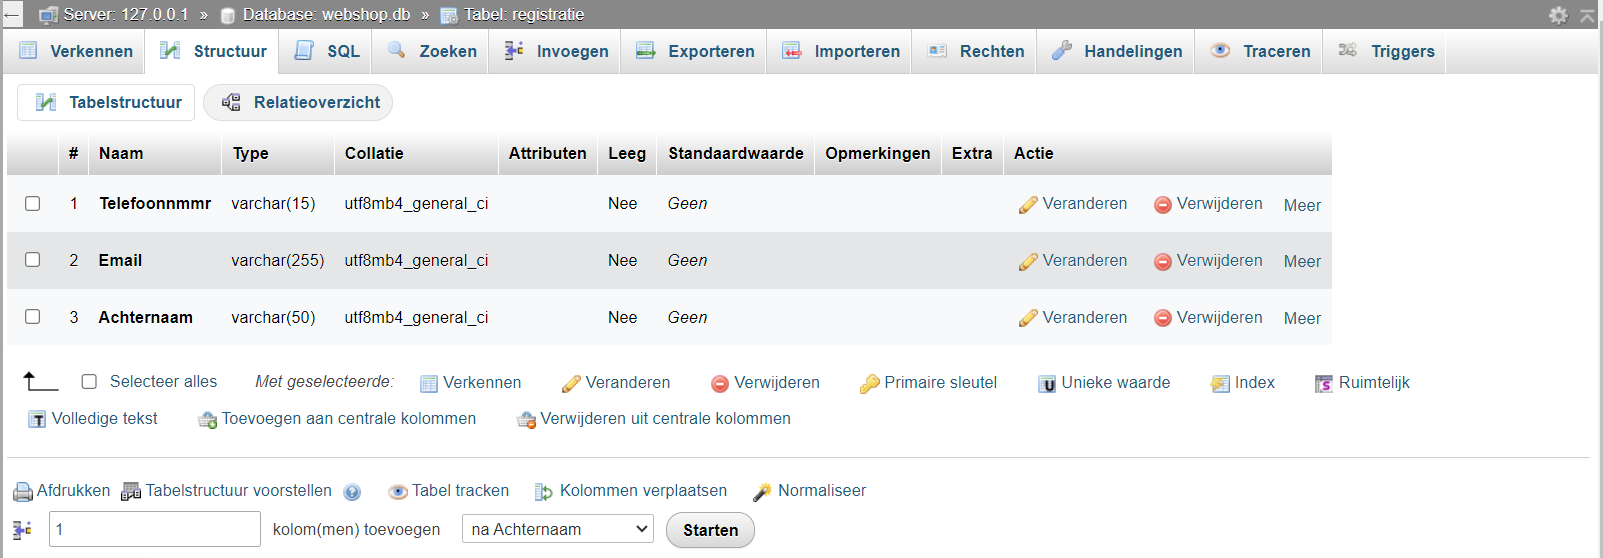 Server: 127.0.0.1 » Database: webshop.db » Tabel: registratie
Verkennen Structuur SQL Zoeken Invoegen Exporteren Importeren Rechten Handelingen Traceren Triggers
Tabelstructuur Relatieoverzicht
# Naam Type Collatie Attributen Leeg Standaardwaarde Opmerkingen Extra Actie
1 Telefoonnmmr varchar(15) utf8mb4_general_ci Nee Geen Veranderen Verwijderen Meer
2 Email varchar(255) utf8mb4_general_ci Nee Geen Veranderen Verwijderen Meer
3 Achternaam varchar(50) utf8mb4_general_ci Nee Geen Veranderen Verwijderen Meer
Selecteer alles Met geselecteerde: Verkennen Veranderen Verwijderen Primaire sleutel Unieke waarde Index Ruimtelijk
Volledige tekst Toevoegen aan centrale kolommen Verwijderen uit centrale kolommen
Afdrukken Tabelstructuur voorstellen Tabel tracken Kolommen verplaatsen Normaliseer
1 kolom(men) toevoegen na Achternaam Starten